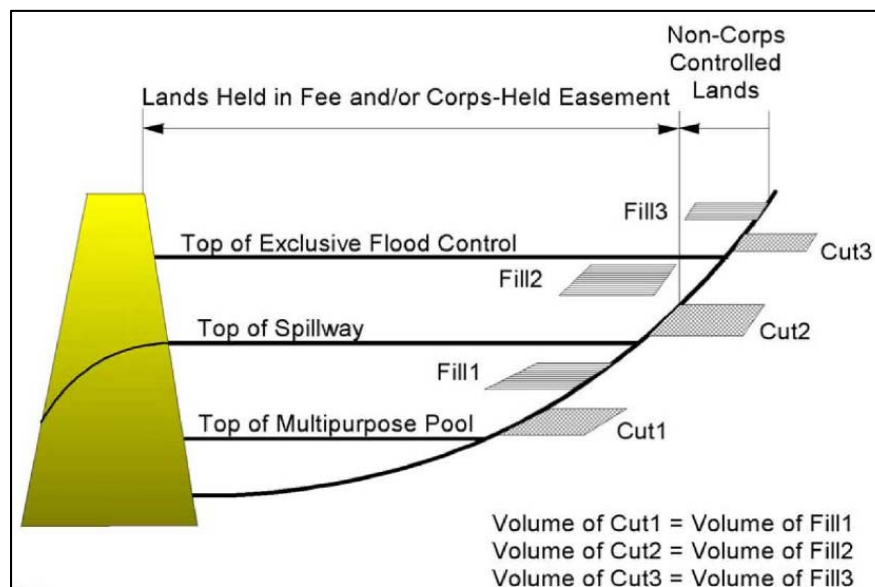 Non-Corps
Controlled
Lands
Lands Held in Fee and/or Corps-Held Easement
Fill3
Top of Exclusive Flood Control
Cut3
Fill2
Top of Spillway
Cut2
Fill1
Top of Multipurpose Pool
Cut1
Volume of Cut1 = Volume of Fill1
Volume of Cut2 = Volume of Fill2
Volume of Cut3 = Volume of Fill3